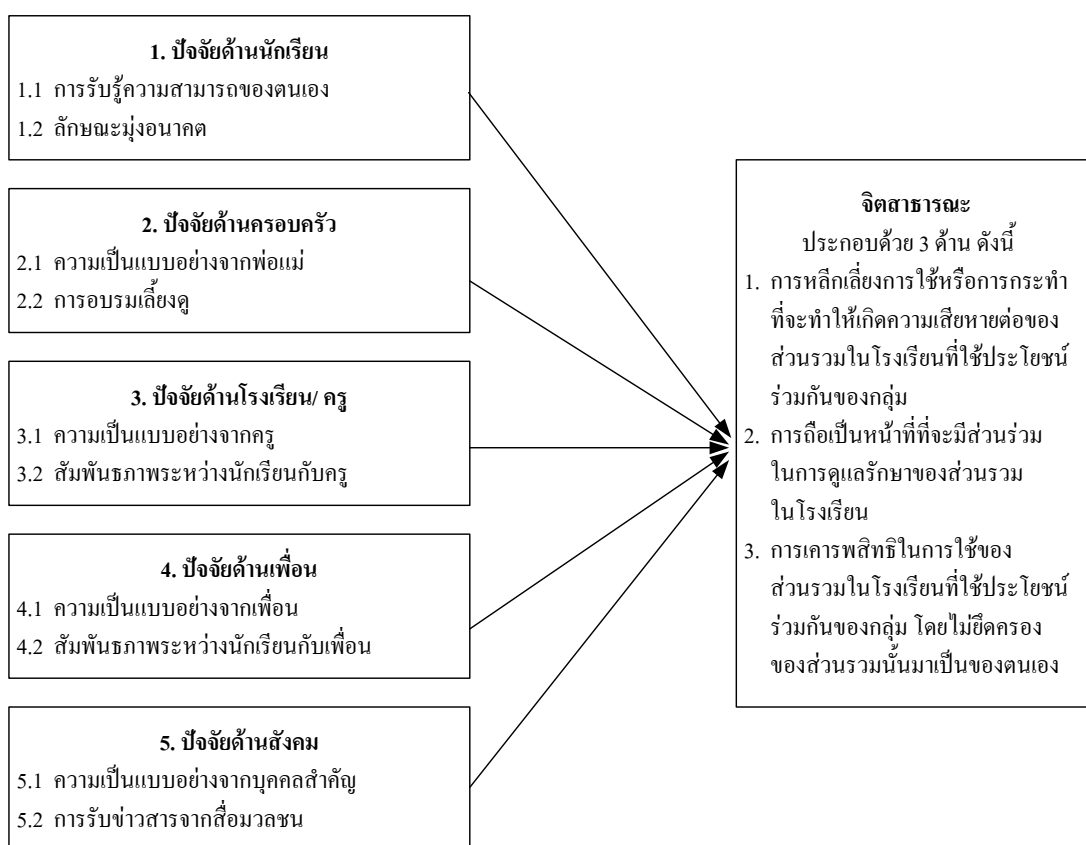 1. ปัจจัยด้านนักเรียน
1.1 การรับรู้ความสามารถของตนเอง
1.2 ลักษณะมุ่งอนาคต
2. ปัจจัยด้านครอบครัว
2.1 ความเป็นแบบอย่างจากพ่อแม่
2.2 การอบรมเลี้ยงดู
3. ปัจจัยด้านโรงเรียน/ ครู
3.1 ความเป็นแบบอย่างจากครู
3.2 สัมพันธภาพระหว่างนักเรียนกับครู
4. ปัจจัยด้านเพื่อน
4.1 ความเป็นแบบอย่างจากเพื่อน
4.2 สัมพันธภาพระหว่างนักเรียนกับเพื่อน
5. ปัจจัยด้านสังคม
5.1 ความเป็นแบบอย่างจากบุคคลสำคัญ
5.2 การรับข่าวสารจากสื่อมวลชน
จิตสาธารณะ
ประกอบด้วย 3 ด้าน ดังนี้
1. การหลีกเลี่ยงการใช้หรือการกระทำ
ที่จะทำให้เกิดความเสียหายต่อของ
ส่วนรวมในโรงเรียนที่ใช้ประโยชน์
ร่วมกันของกลุ่ม
2. การถือเป็นหน้าที่ที่จะมีส่วนร่วม
ในการดูแลรักษาของส่วนรวม
ในโรงเรียน
3. การเคารพสิทธิในการใช้ของ
ส่วนรวมในโรงเรียนที่ใช้ประโยชน์
ร่วมกันของกลุ่ม โดยไม่ยึดครอง
ของส่วนรวมนั้นมาเป็นของตนเอง